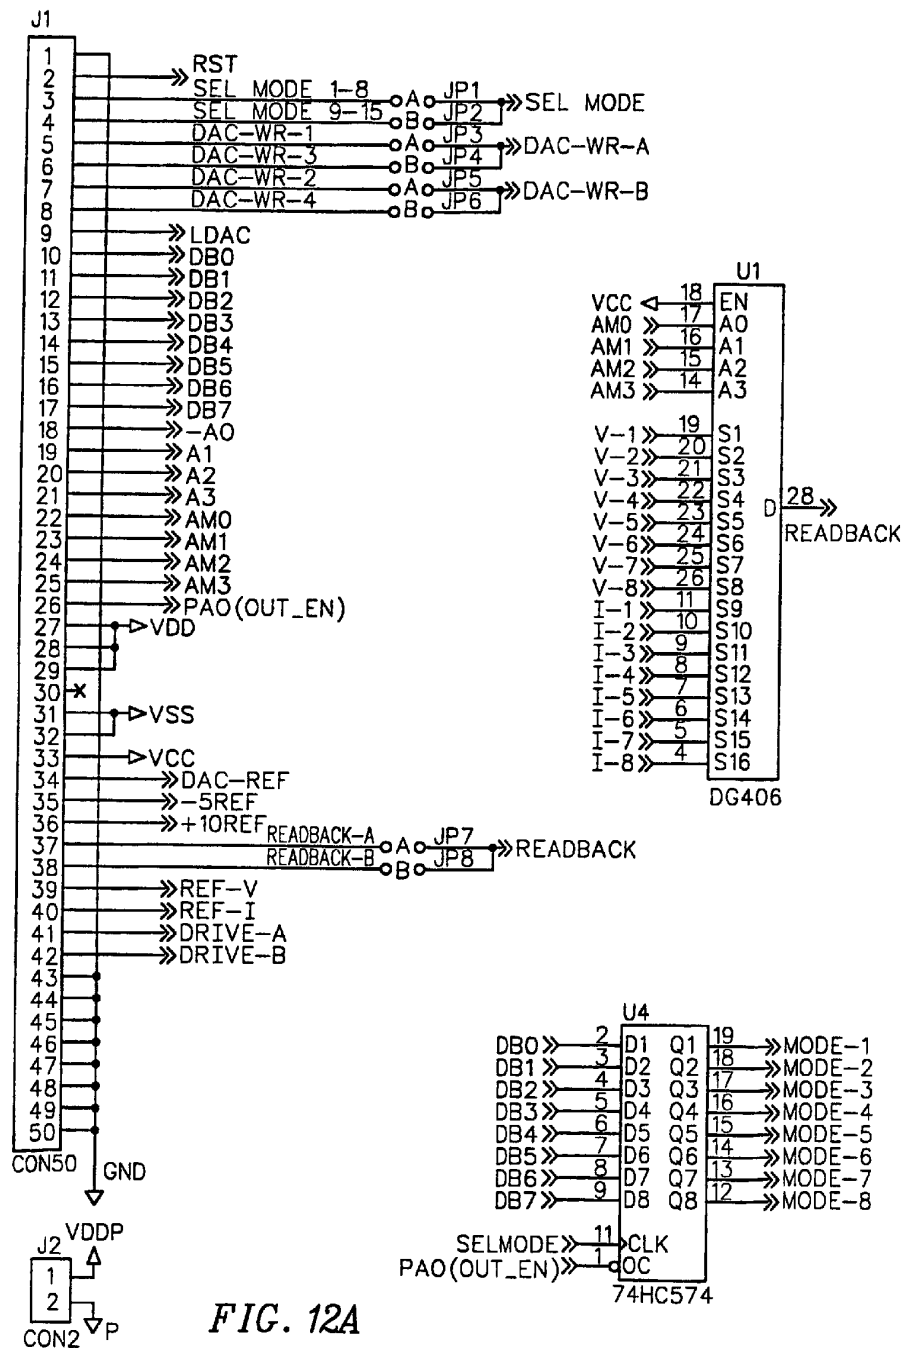 J1
1
2 RST
3 SEL MODE 1-8 A JP1 SEL MODE
4 SEL MODE 9-15 B JP2
5 DAC-WR-1 A JP3 DAC-WR-A
6 DAC-WR-3 B JP4
7 DAC-WR-2 A JP5 DAC-WR-B
8 DAC-WR-4 B JP6
9 LDAC
10 DB0
11 DB1
12 DB2
13 DB3
14 DB4
15 DB5
16 DB6
17 DB7
18 -A0
19 A1
20 A2
21 A3
22 AM0
23 AM1
24 AM2
25 AM3
26 PA0(OUT_EN)
27 VDD
28
29
30
31 VSS
32
33 VCC
34 DAC-REF
35 -5REF
36 +10REF
37 READBACK-A A JP7 READBACK
38 READBACK-B B JP8
39 REF-V
40 REF-I
41 DRIVE-A
42 DRIVE-B
43
44
45
46
47
48
49
50
CON50
GND
U1
VCC 18 EN
AM0 17 A0
AM1 16 A1
AM2 15 A2
AM3 14 A3
V-1 19 S1
V-2 20 S2
V-3 21 S3
V-4 22 S4
D 28
V-5 23 S5
READBACK
V-6 24 S6
V-7 25 S7
V-8 26 S8
I-1 11 S9
I-2 10 S10
I-3 9 S11
I-4 8 S12
I-5 7 S13
I-6 6 S14
I-7 5 S15
I-8 4 S16
DG406
U4
DB0 2 D1 Q1 19 MODE-1
DB1 3 D2 Q2 18 MODE-2
DB2 4 D3 Q3 17 MODE-3
DB3 5 D4 Q4 16 MODE-4
DB4 6 D5 Q5 15 MODE-5
DB5 7 D6 Q6 14 MODE-6
DB6 8 D7 Q7 13 MODE-7
DB7 9 D8 Q8 12 MODE-8
SELMODE 11 CLK
PA0(OUT_EN) 1 OC
74HC574
VDDP
J2
1
2
P
CON2
FIG. 12A